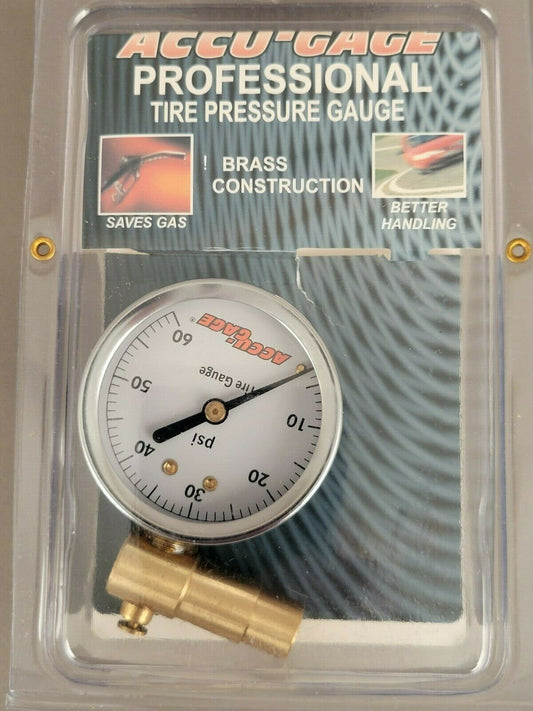 ACCU-GAGE
PROFESSIONAL
TIRE PRESSURE GAUGE
! BRASS
CONSTRUCTION
SAVES GAS
BETTER
HANDLING
ACCU-
GAGE®
Tire Gauge
psi
10
20
30
40
50
60